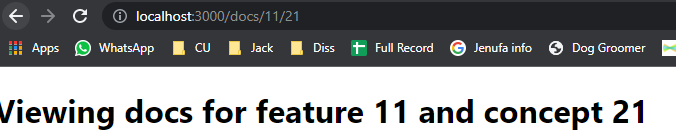 localhost:3000/docs/11/21
Apps WhatsApp CU Jack Diss Full Record Jenufa info Dog Groomer
Viewing docs for feature 11 and concept 21